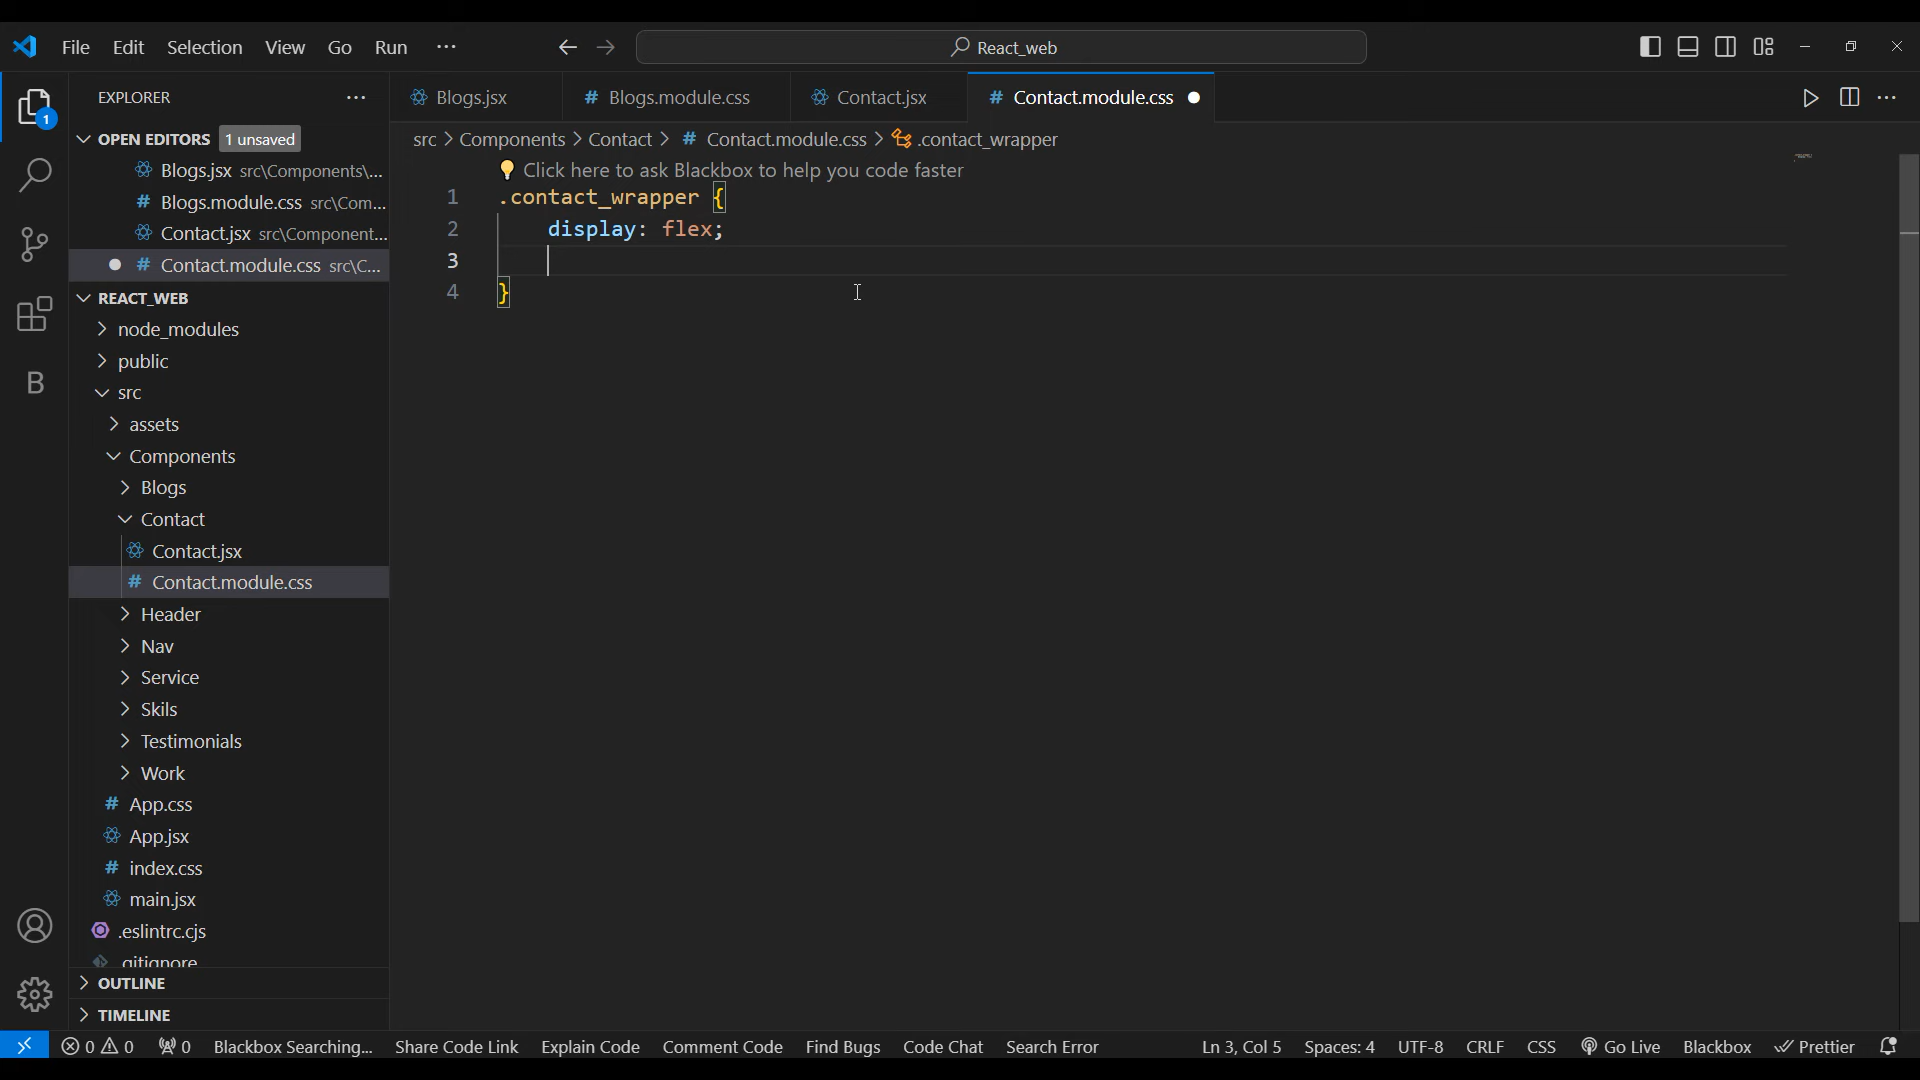 File Edit Selection View Go Run ···
React_web
EXPLORER ···
OPEN EDITORS 1 unsaved
Blogs.jsx src\Components\...
# Blogs.module.css src\Com...
Contact.jsx src\Component...
# Contact.module.css src\C...
REACT_WEB
node_modules
public
src
assets
Components
Blogs
Contact
Contact.jsx
# Contact.module.css
Header
Nav
Service
Skils
Testimonials
Work
# App.css
App.jsx
# index.css
main.jsx
.eslintrc.cjs
.gitignore
OUTLINE
TIMELINE
1
B
Blogs.jsx # Blogs.module.css Contact.jsx # Contact.module.css
src > Components > Contact > # Contact.module.css > .contact_wrapper
Click here to ask Blackbox to help you code faster
1 .contact_wrapper {
2 display: flex;
3
4 }
0 0 0 Blackbox Searching... Share Code Link Explain Code Comment Code Find Bugs Code Chat Search Error Ln 3, Col 5 Spaces: 4 UTF-8 CRLF CSS Go Live Blackbox Prettier